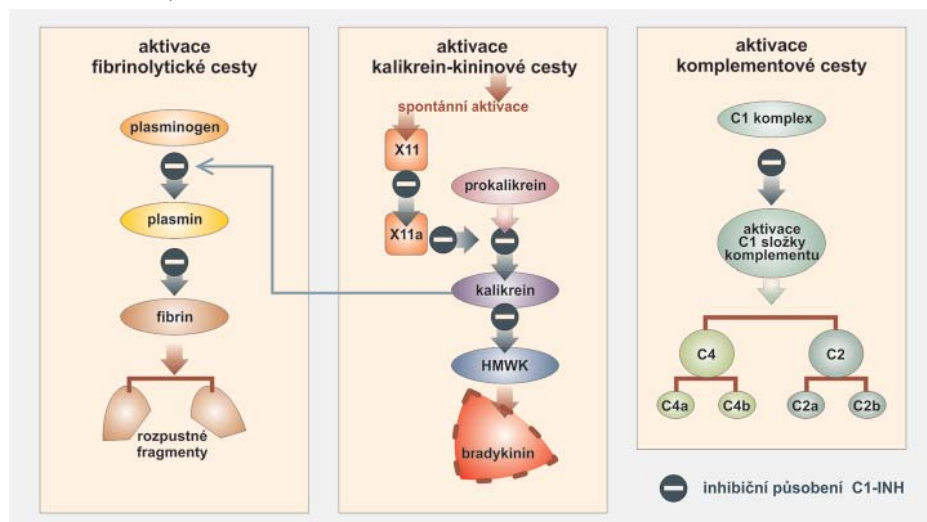 aktivace
fibrinolytické cesty
plasminogen
plasmin
fibrin
rozpustné
fragmenty
aktivace
kalikrein-kininové cesty
spontánní aktivace
X11
prokalikrein
X11a
kalikrein
HMWK
bradykinin
aktivace
komplementové cesty
C1 komplex
aktivace
C1 složky
komplementu
C4
C2
C4a
C4b
C2a
C2b
inhibiční působení C1-INH